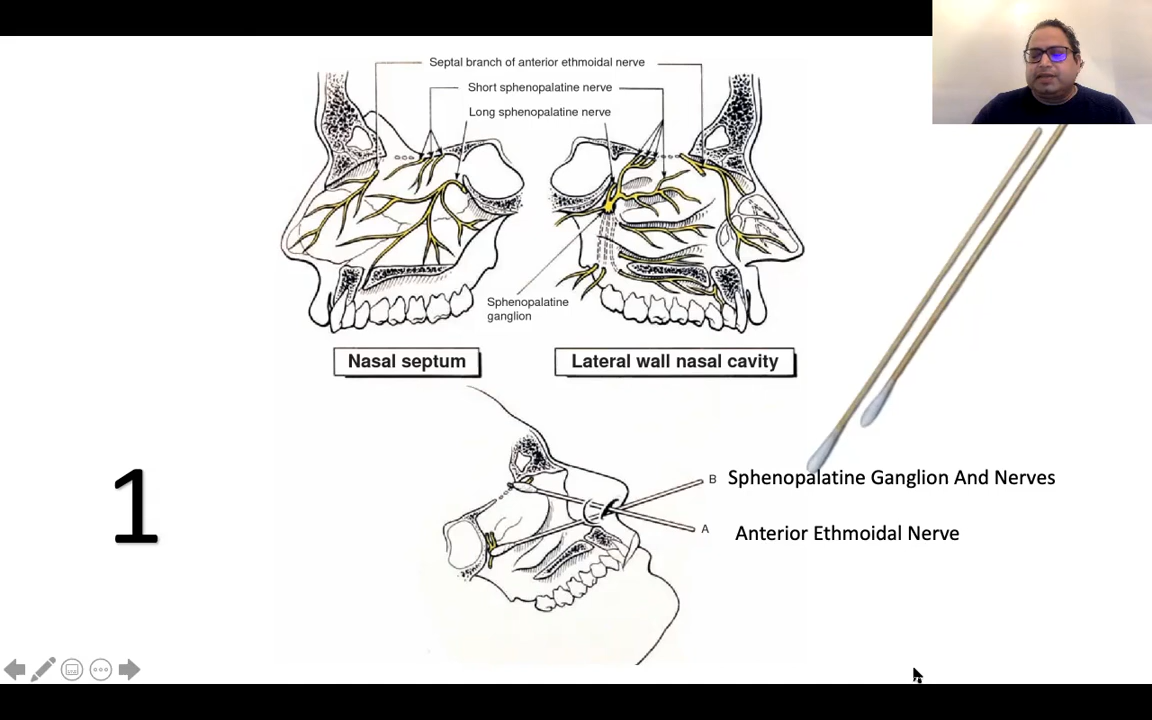 Septal branch of anterior ethmoidal nerve
Short sphenopalatine nerve
Long sphenopalatine nerve
Sphenopalatine
ganglion
Nasal septum
Lateral wall nasal cavity
1
B Sphenopalatine Ganglion And Nerves
A Anterior Ethmoidal Nerve